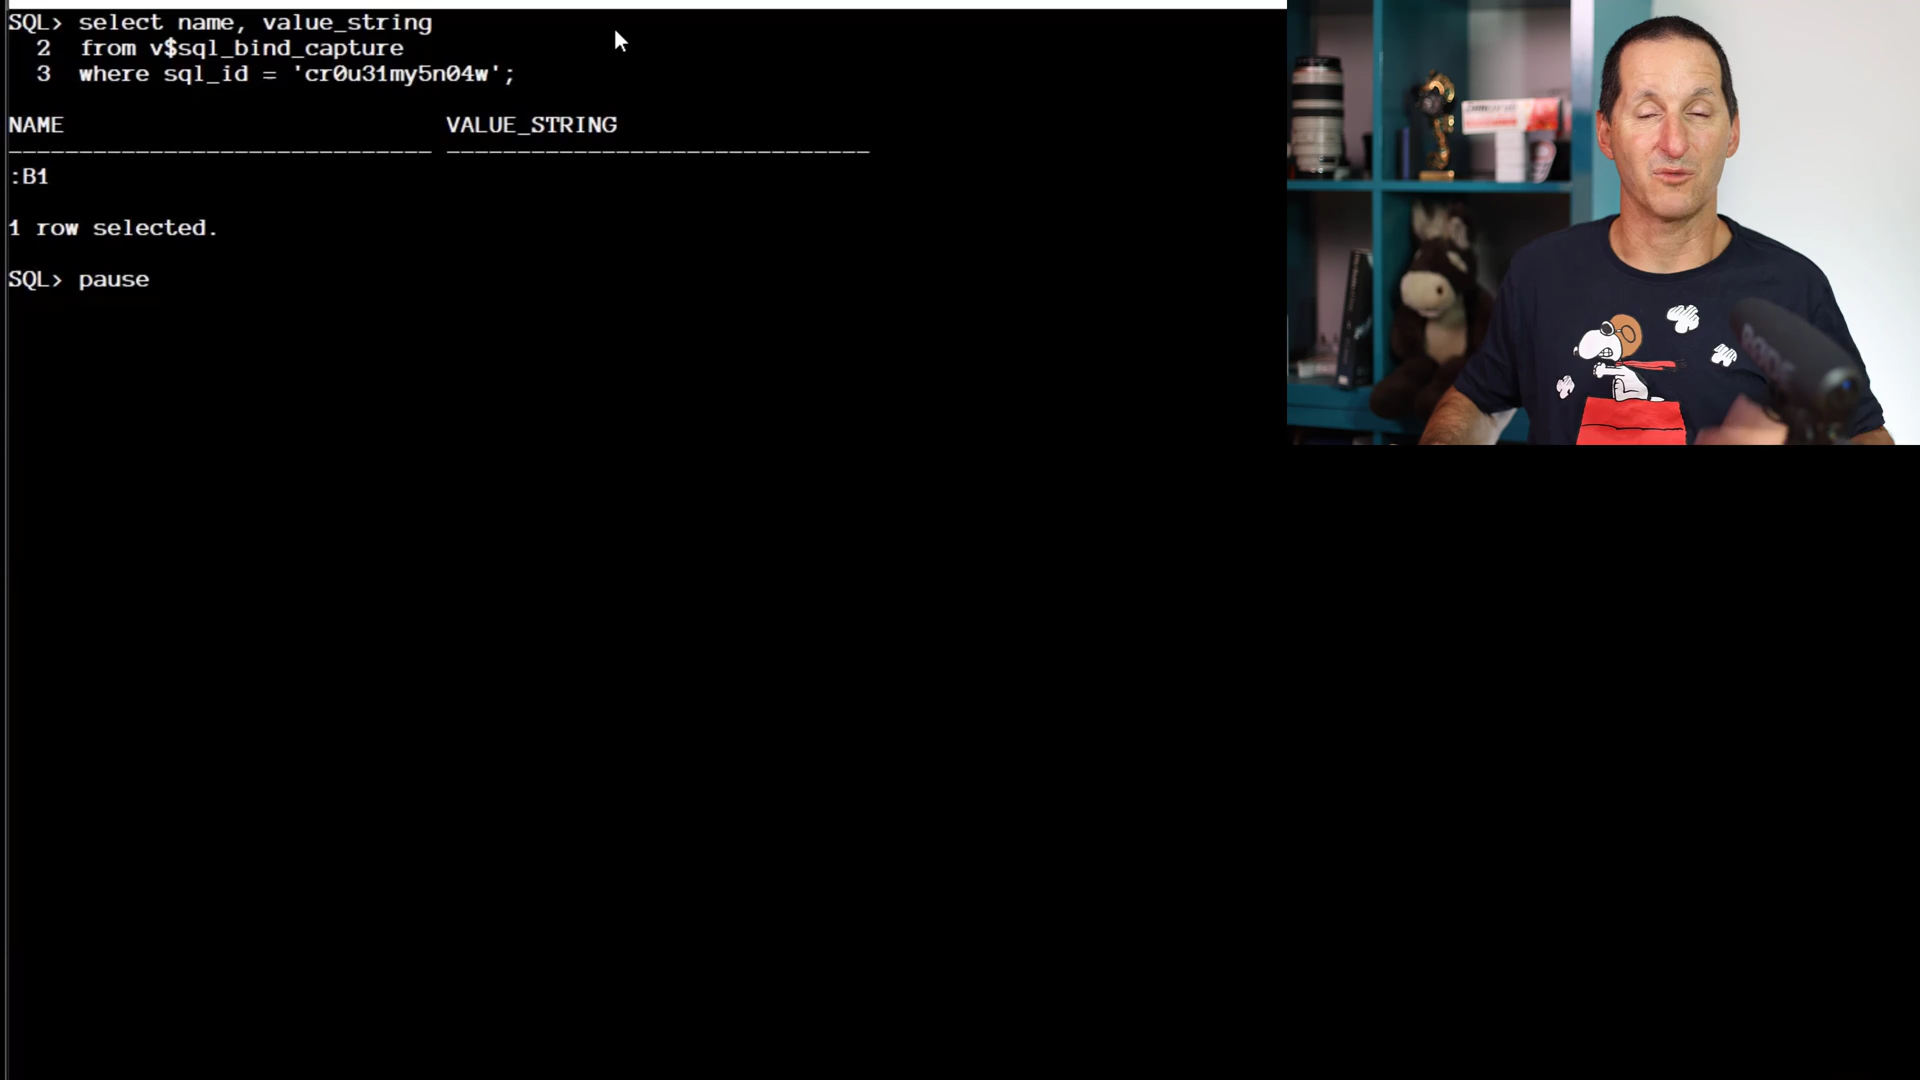 SQL> select name, value_string
  2  from v$sql_bind_capture
  3  where sql_id = 'cr0u31my5n04w';
NAME                           VALUE_STRING
------------------------------ ------------------------------
:B1
1 row selected.
SQL> pause
RODE